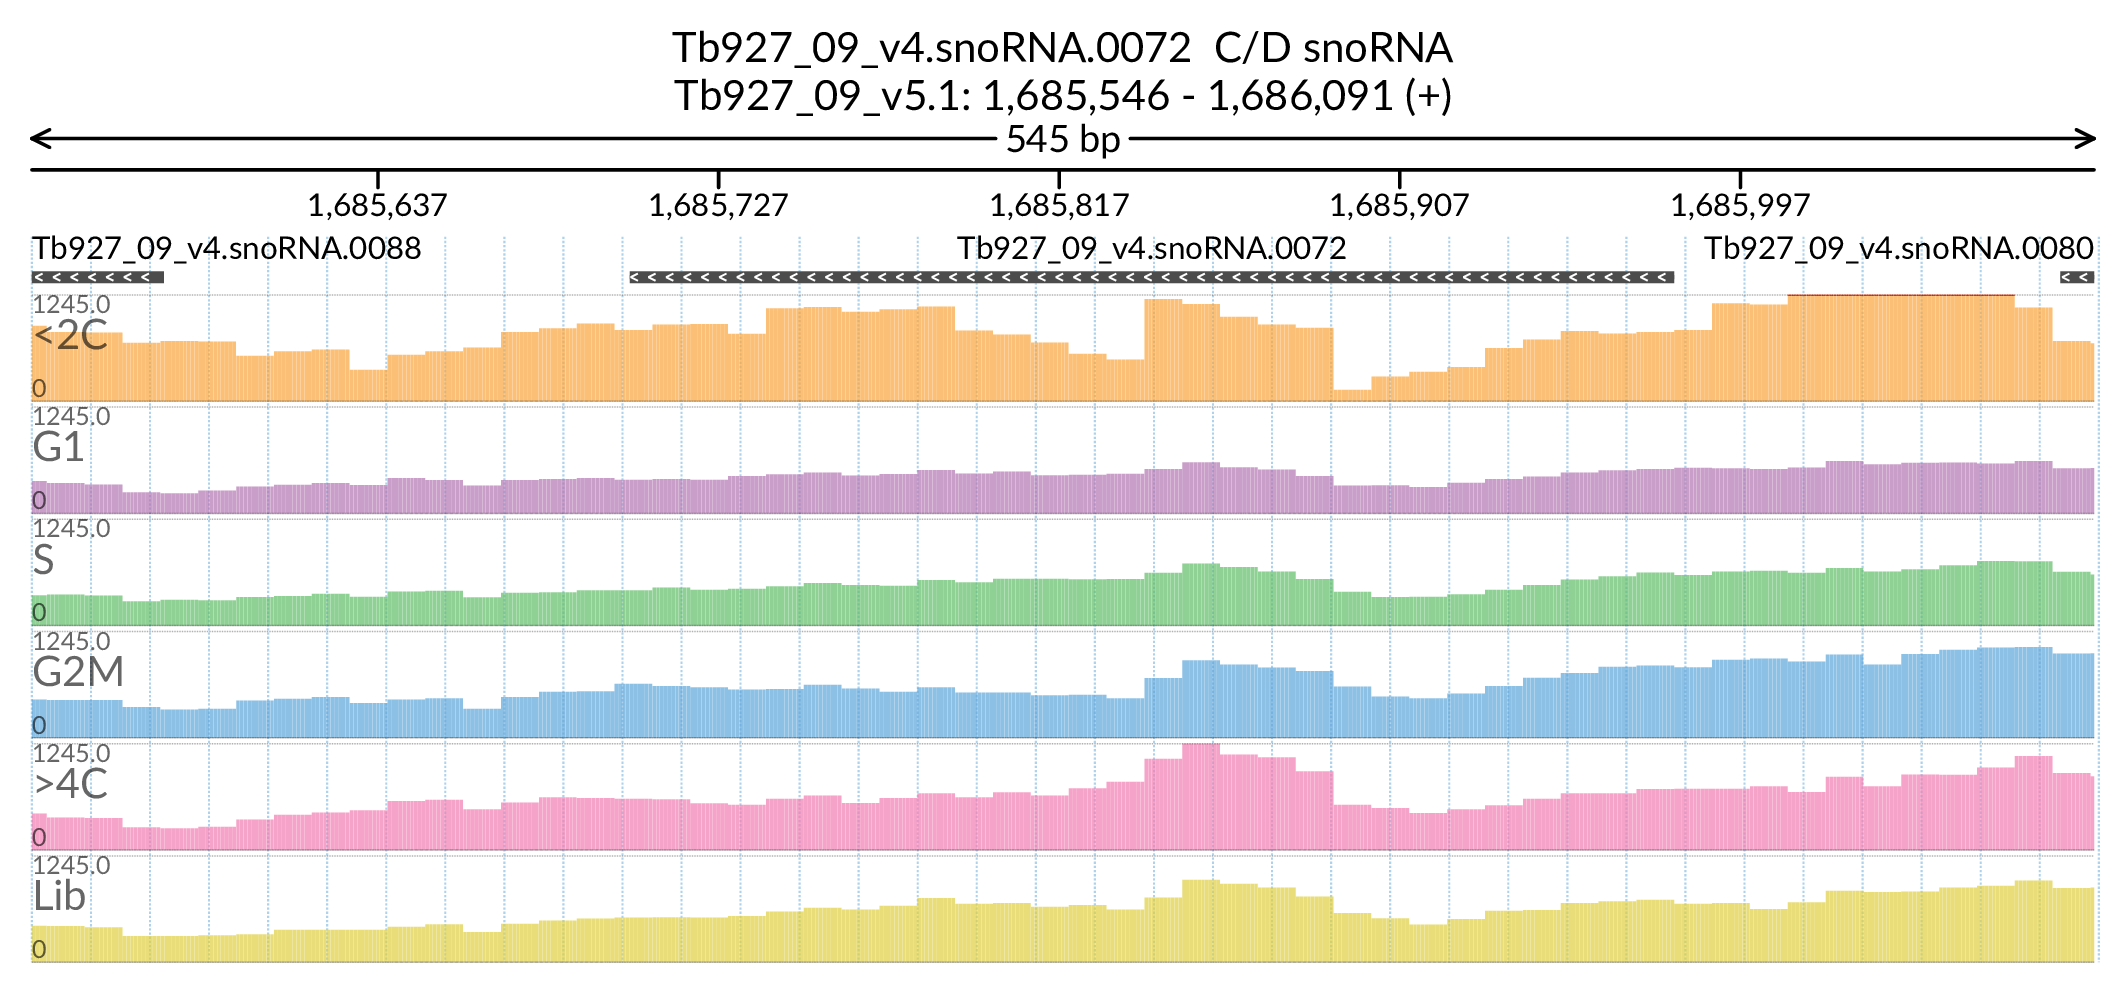 Tb927_09_v4.snoRNA.0072  C/D snoRNA
Tb927_09_v5.1: 1,685,546 - 1,686,091 (+)
545 bp
1,685,637 1,685,727 1,685,817 1,685,907 1,685,997
Tb927_09_v4.snoRNA.0088 Tb927_09_v4.snoRNA.0072 Tb927_09_v4.snoRNA.0080
1245.0
<2C
0
1245.0
G1
0
1245.0
S
0
1245.0
G2M
0
1245.0
>4C
0
1245.0
Lib
0